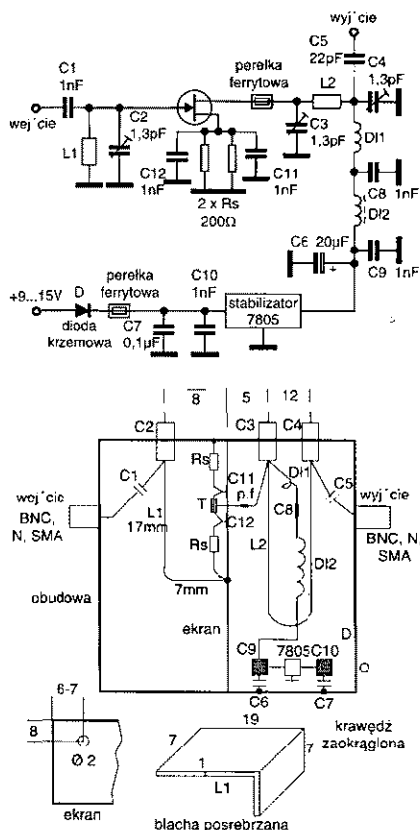 wyj´cie
C5
22pF
C4
1,3pF
C1
1nF
perełka
ferrytowa
L2
wej´cie
L1
C2
1,3pF
C3
1,3pF
Dl1
C12
1nF
C11
1nF
C8
1nF
2 x Rs
200Ω
Dl2
C6
20µF
+
C9
1nF
+9...15V
D
perełka
ferrytowa
C10
1nF
stabilizator
7805
dioda
krzemowa
C7
0,1µF
8
5
12
C2
C3
C4
Rs
C11
p.f
Dl1
C1
T
C8
C5
wej´cie
BNC,
N, SMA
L1
17mm
C12
L2
Dl2
wyj´cie
BNC,
N, SMA
Rs
7mm
obudowa
ekran
D
C9
7805
C10
C6
C7
6-7
8
Ø 2
ekran
19
7
7
1
L1
krawędź
zaokrąglona
blacha posrebrzana